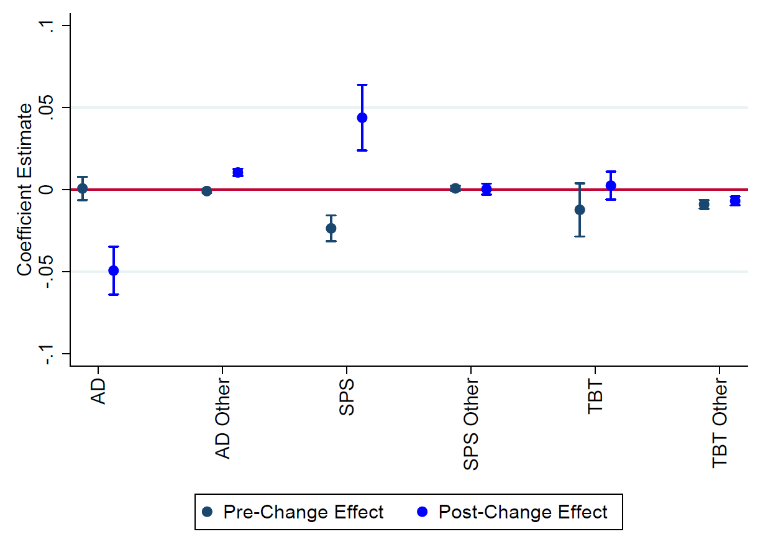 Coefficient Estimate
.1
.05
0
-.05
-.1
AD
AD Other
SPS
SPS Other
TBT
TBT Other
Pre-Change Effect
Post-Change Effect